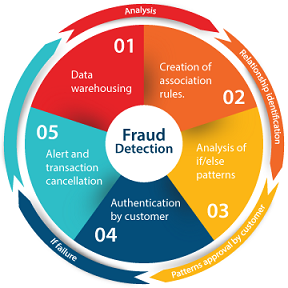 Analysis
01
Data
warehousing
Creation of
association
rules.
02
Relationship identification
Analysis of
if/else
patterns
03
Patterns approval by customer
Authentication
by customer
04
If failure
05
Alert and
transaction
cancellation
Fraud
Detection